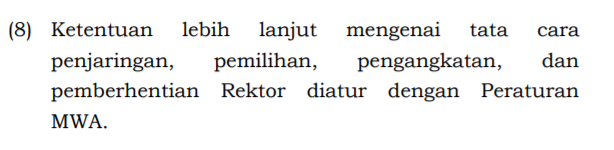 (8) Ketentuan lebih lanjut mengenai tata cara
penjaringan, pemilihan, pengangkatan, dan
pemberhentian Rektor diatur dengan Peraturan
MWA.